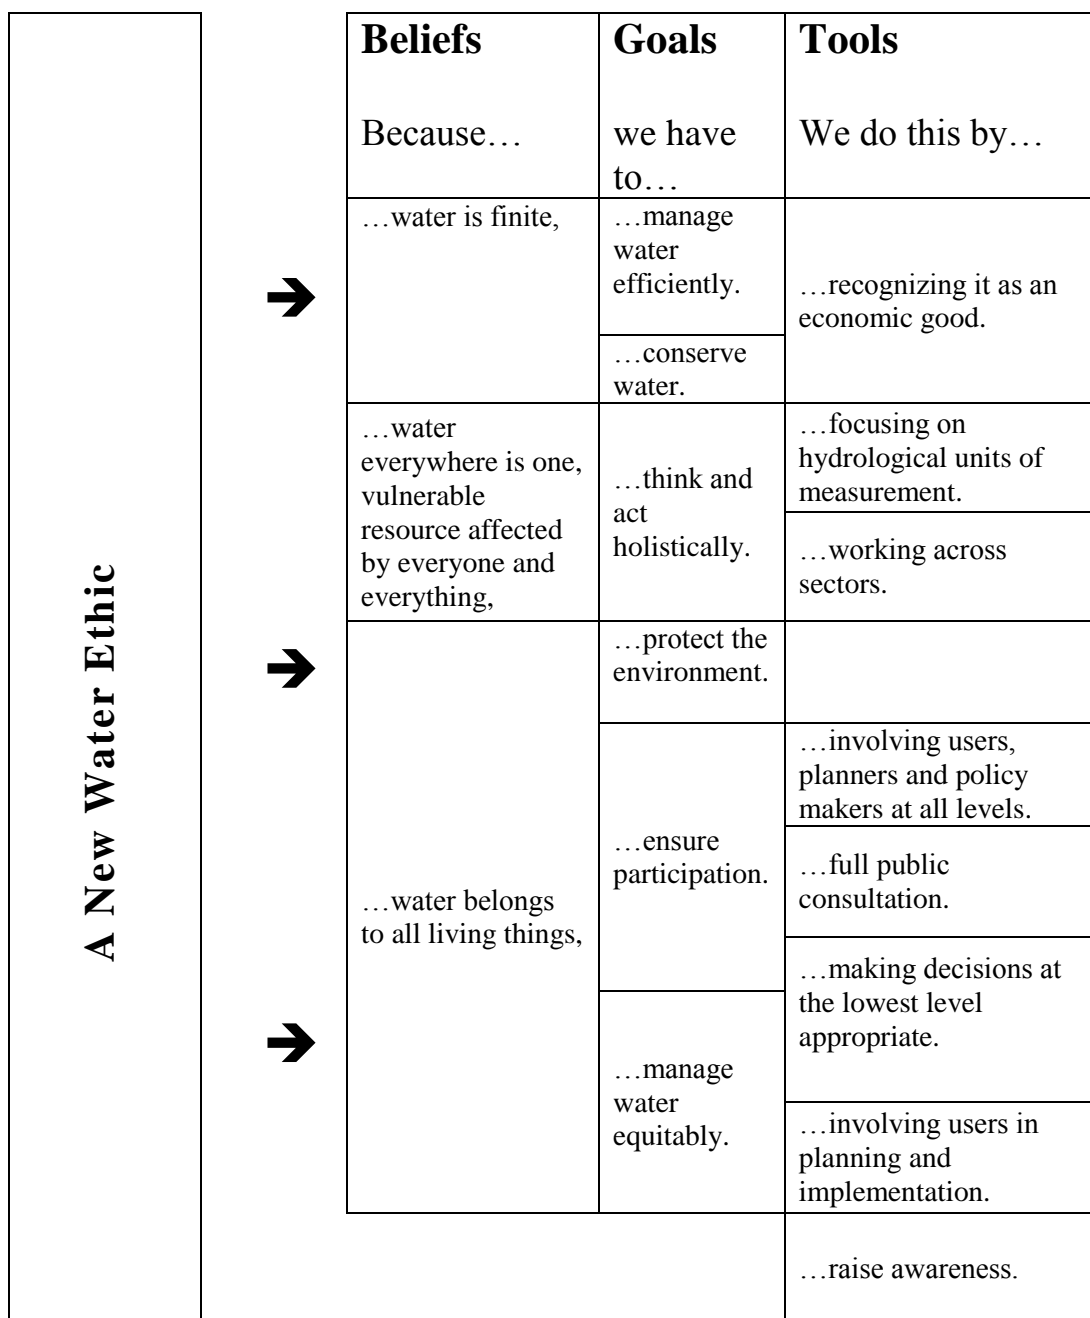 A New Water Ethic
Beliefs
Because…
Goals
we have
to…
Tools
We do this by…
…water is finite,
…manage
water
efficiently.
…conserve
water.
…recognizing it as an
economic good.
…water
everywhere is one,
vulnerable
resource affected
by everyone and
everything,
…think and
act
holistically.
…focusing on
hydrological units of
measurement.
…working across
sectors.
…water belongs
to all living things,
…protect the
environment.
…ensure
participation.
…involving users,
planners and policy
makers at all levels.
…full public
consultation.
…making decisions at
the lowest level
appropriate.
…manage
water
equitably.
…involving users in
planning and
implementation.
…raise awareness.